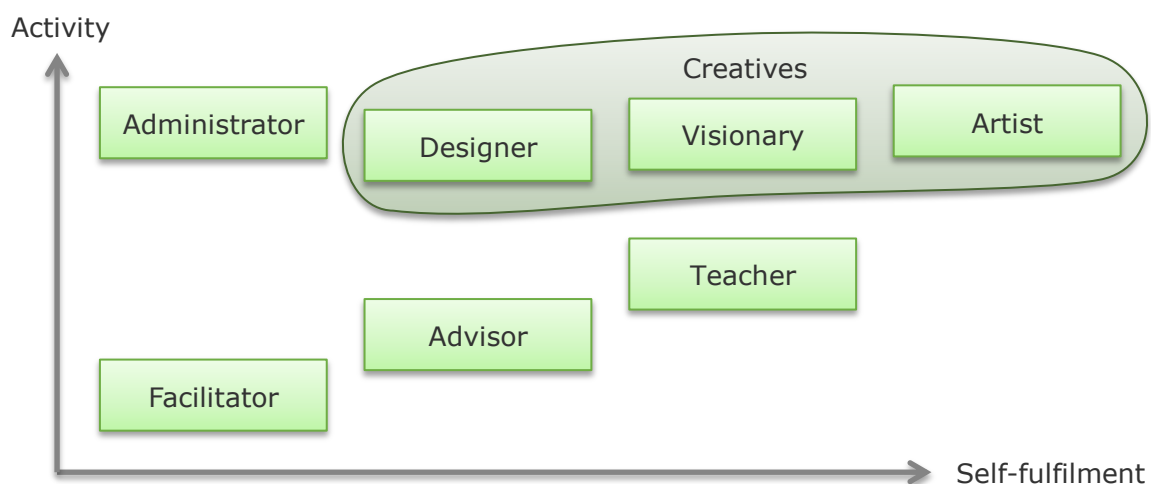 Activity
Creatives
Administrator
Designer
Visionary
Artist
Teacher
Advisor
Facilitator
Self-fulfilment